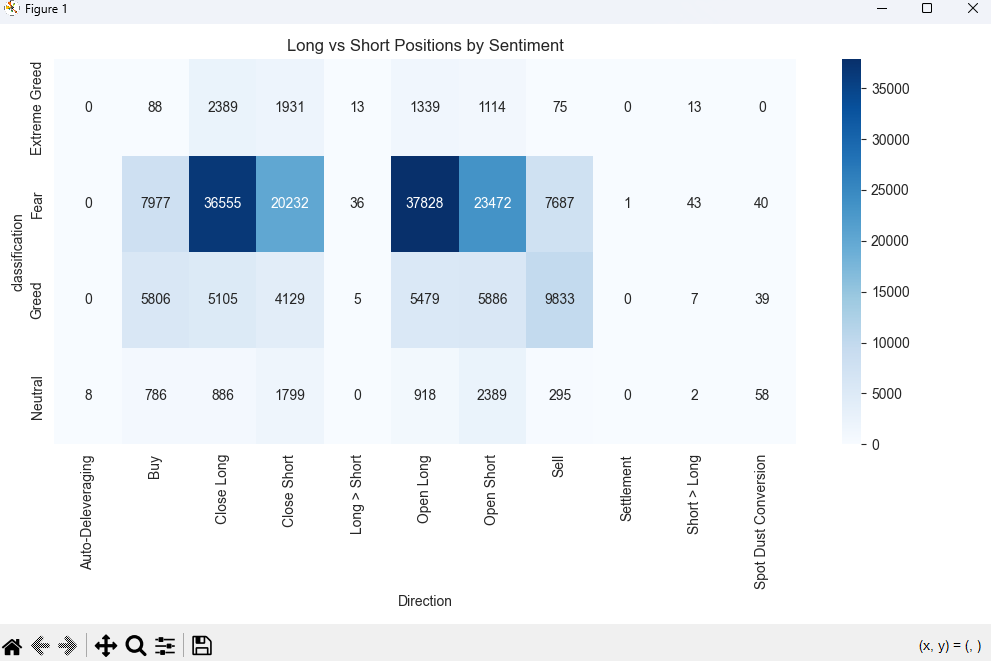 Figure 1
Long vs Short Positions by Sentiment
classification
Extreme Greed 0 88 2389 1931 13 1339 1114 75 0 13 0
Fear 0 7977 36555 20232 36 37828 23472 7687 1 43 40
Greed 0 5806 5105 4129 5 5479 5886 9833 0 7 39
Neutral 8 786 886 1799 0 918 2389 295 0 2 58
Auto-Deleveraging
Buy
Close Long
Close Short
Long > Short
Open Long
Open Short
Sell
Settlement
Short > Long
Spot Dust Conversion
Direction
35000
30000
25000
20000
15000
10000
5000
0
(x, y) = (, )